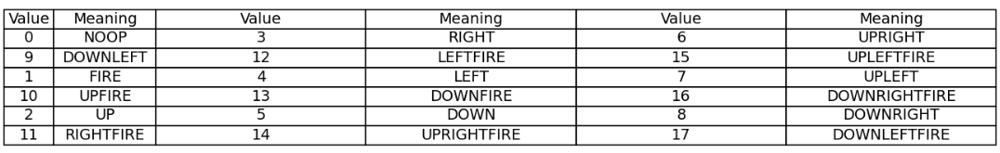 Value Meaning Value Meaning Value Meaning
0 NOOP 3 RIGHT 6 UPRIGHT
9 DOWNLEFT 12 LEFTFIRE 15 UPLEFTFIRE
1 FIRE 4 LEFT 7 UPLEFT
10 UPFIRE 13 DOWNFIRE 16 DOWNRIGHTFIRE
2 UP 5 DOWN 8 DOWNRIGHT
11 RIGHTFIRE 14 UPRIGHTFIRE 17 DOWNLEFTFIRE